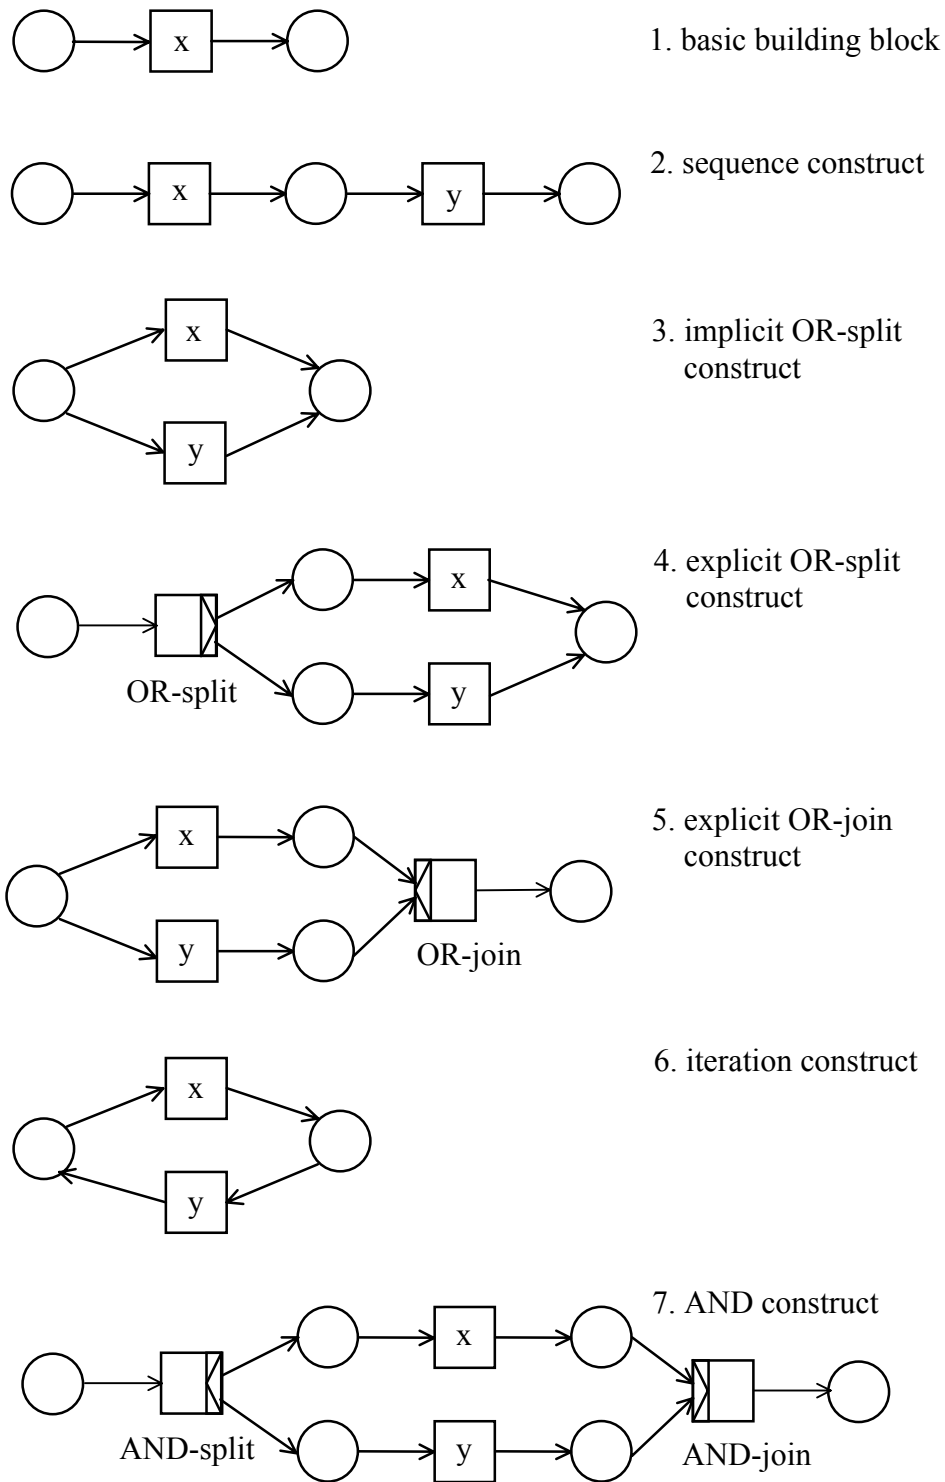 x
1. basic building block
x
y
2. sequence construct
x
y
3. implicit OR-split
construct
x
y
OR-split
4. explicit OR-split
construct
x
y
OR-join
5. explicit OR-join
construct
x
y
6. iteration construct
x
y
AND-split
AND-join
7. AND construct